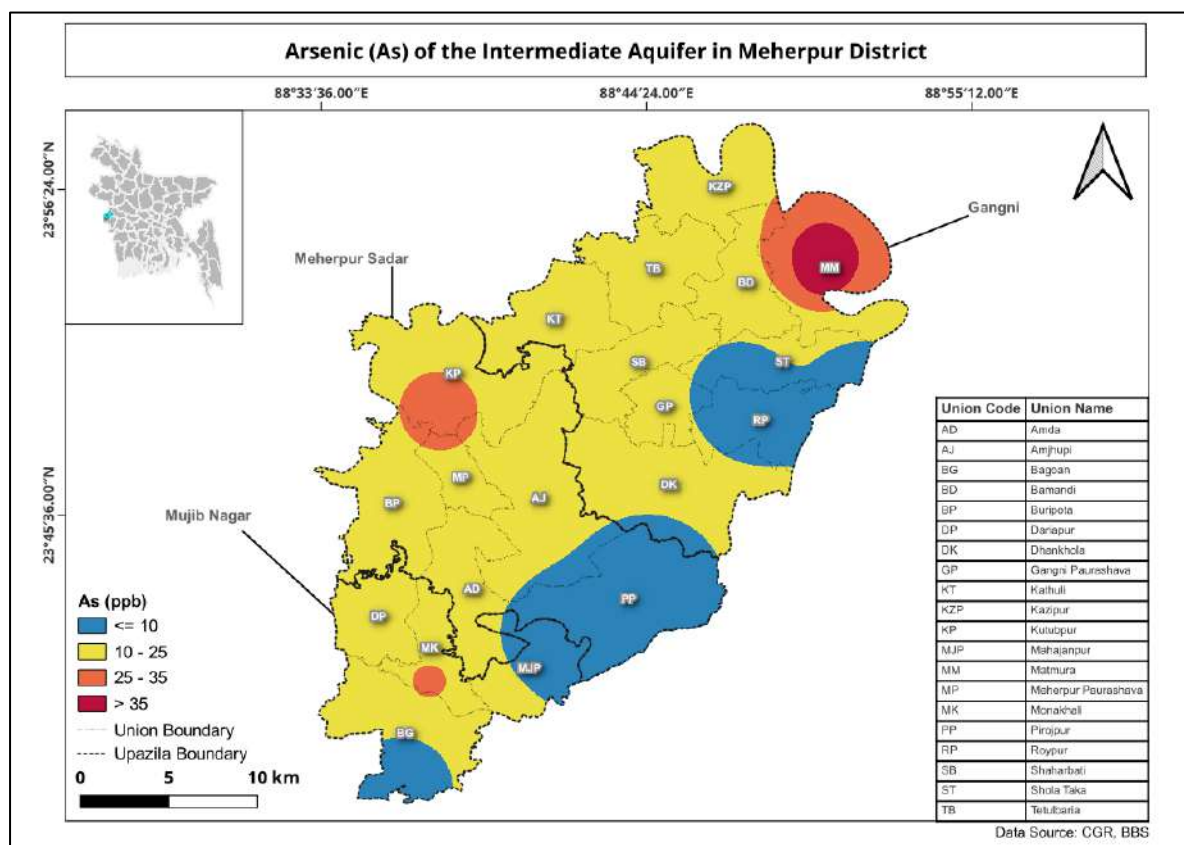 Arsenic (As) of the Intermediate Aquifer in Meherpur District
88°33′36.00″E 88°44′24.00″E 88°55′12.00″E
23°56′24.00″N
23°45′36.00″N
Gangni
Meherpur Sadar
Mujib Nagar
KZP
MM
TB
BD
KT
SB
ST
KP
GP
RP
MP
DK
AJ
BP
AD
PP
DP
MK
MJP
BG
As (ppb)
<= 10
10 - 25
25 - 35
> 35
Union Boundary
Upazila Boundary
0 5 10 km
Union Code Union Name
AD Amda
AJ Amjhupi
BG Bagoan
BD Bamandi
BP Buripota
DP Dariapur
DK Dhankhola
GP Gangni Paurashava
KT Kathuli
KZP Kazipur
KP Kutubpur
MJP Mahajanpur
MM Matmura
MP Meherpur Paurashava
MK Monakhali
PP Pirojpur
RP Roypur
SB Shaharbati
ST Shola Taka
TB Tetulbaria
Data Source: CGR, BBS